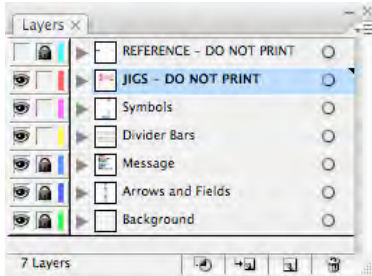 Layers ×
REFERENCE - DO NOT PRINT
JIGS - DO NOT PRINT
Symbols
Divider Bars
Message
Arrows and Fields
Background
7 Layers